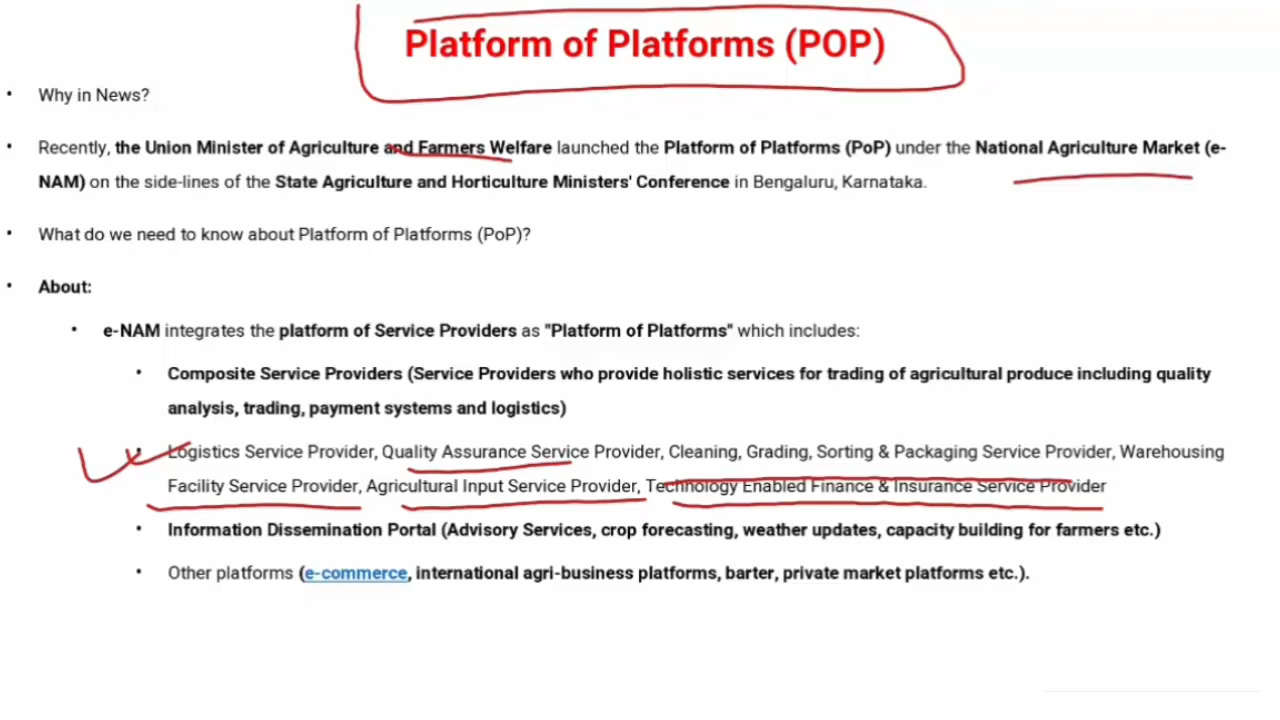 Platform of Platforms (POP)
• Why in News?
• Recently, the Union Minister of Agriculture and Farmers Welfare launched the Platform of Platforms (PoP) under the National Agriculture Market (e-
NAM) on the side-lines of the State Agriculture and Horticulture Ministers' Conference in Bengaluru, Karnataka.
• What do we need to know about Platform of Platforms (PoP)?
• About:
• e-NAM integrates the platform of Service Providers as "Platform of Platforms" which includes:
• Composite Service Providers (Service Providers who provide holistic services for trading of agricultural produce including quality
analysis, trading, payment systems and logistics)
• Logistics Service Provider, Quality Assurance Service Provider, Cleaning, Grading, Sorting & Packaging Service Provider, Warehousing
Facility Service Provider, Agricultural Input Service Provider, Technology Enabled Finance & Insurance Service Provider
• Information Dissemination Portal (Advisory Services, crop forecasting, weather updates, capacity building for farmers etc.)
• Other platforms (e-commerce, international agri-business platforms, barter, private market platforms etc.).